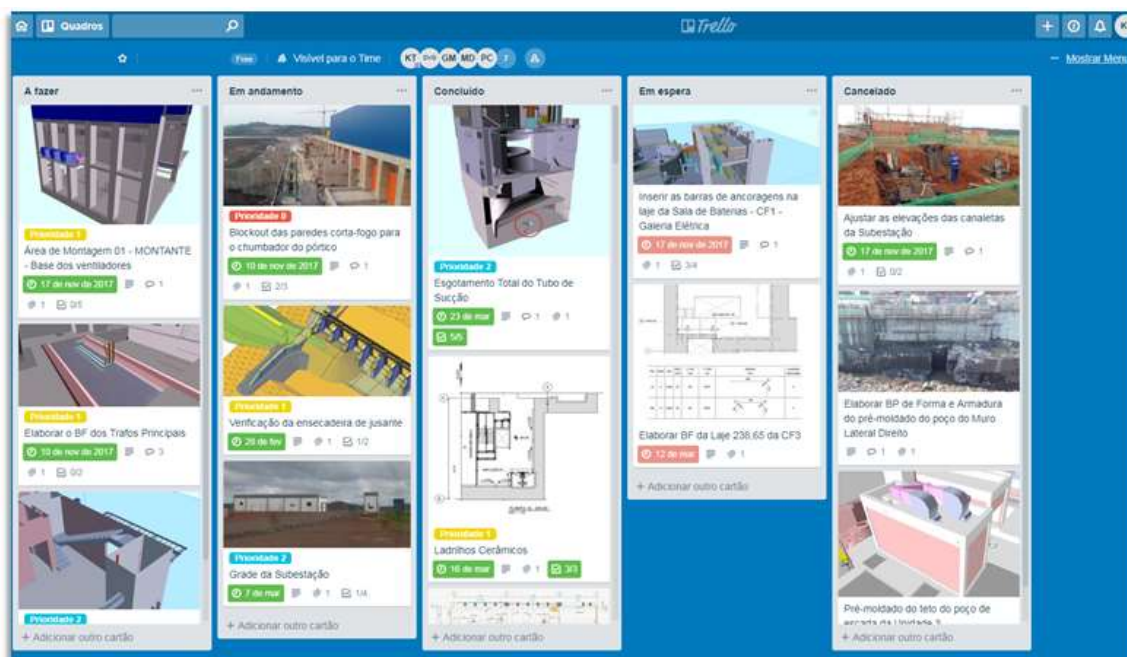 Quadros
Trello
Free
Visível para o Time
KT
GM
MD
PC
7
Mostrar Menu
A fazer
Prioridade 1
Área de Montagem 01 - MONTANTE
- Base dos ventiladores
17 de nov de 2017
1
1
0/5
Prioridade 1
Elaborar o BF dos Trafos Principais
10 de nov de 2017
3
1
0/2
Prioridade 2
+ Adicionar outro cartão
Em andamento
Prioridade 0
Blockout das paredes corta-fogo para
o chumbador do pórtico
10 de nov de 2017
1
1
2/3
Prioridade 1
Verificação da ensecadeira de jusante
28 de fev
1
1/2
Prioridade 2
Grade da Subestação
7 de mar
1
1/4
+ Adicionar outro cartão
Concluído
Prioridade 2
Esgotamento Total do Tubo de
Sucção
23 de mar
1
1
5/5
Prioridade 1
Ladrilhos Cerâmicos
16 de mar
1
3/3
+ Adicionar outro cartão
Em espera
Inserir as barras de ancoragens na
laje da Sala de Baterias - CF1 -
Galeria Elétrica
17 de nov de 2017
1
1
3/4
Elaborar BF da Laje 238,65 da CF3
12 de mar
1
+ Adicionar outro cartão
Cancelado
Ajustar as elevações das canaletas
da Subestação
17 de nov de 2017
1
1
0/2
Elaborar BP de Forma e Armadura
do pré-moldado do poço do Muro
Lateral Direito
1
1
Pré-moldado do teto do poço de
escada da Unidade 3
+ Adicionar outro cartão